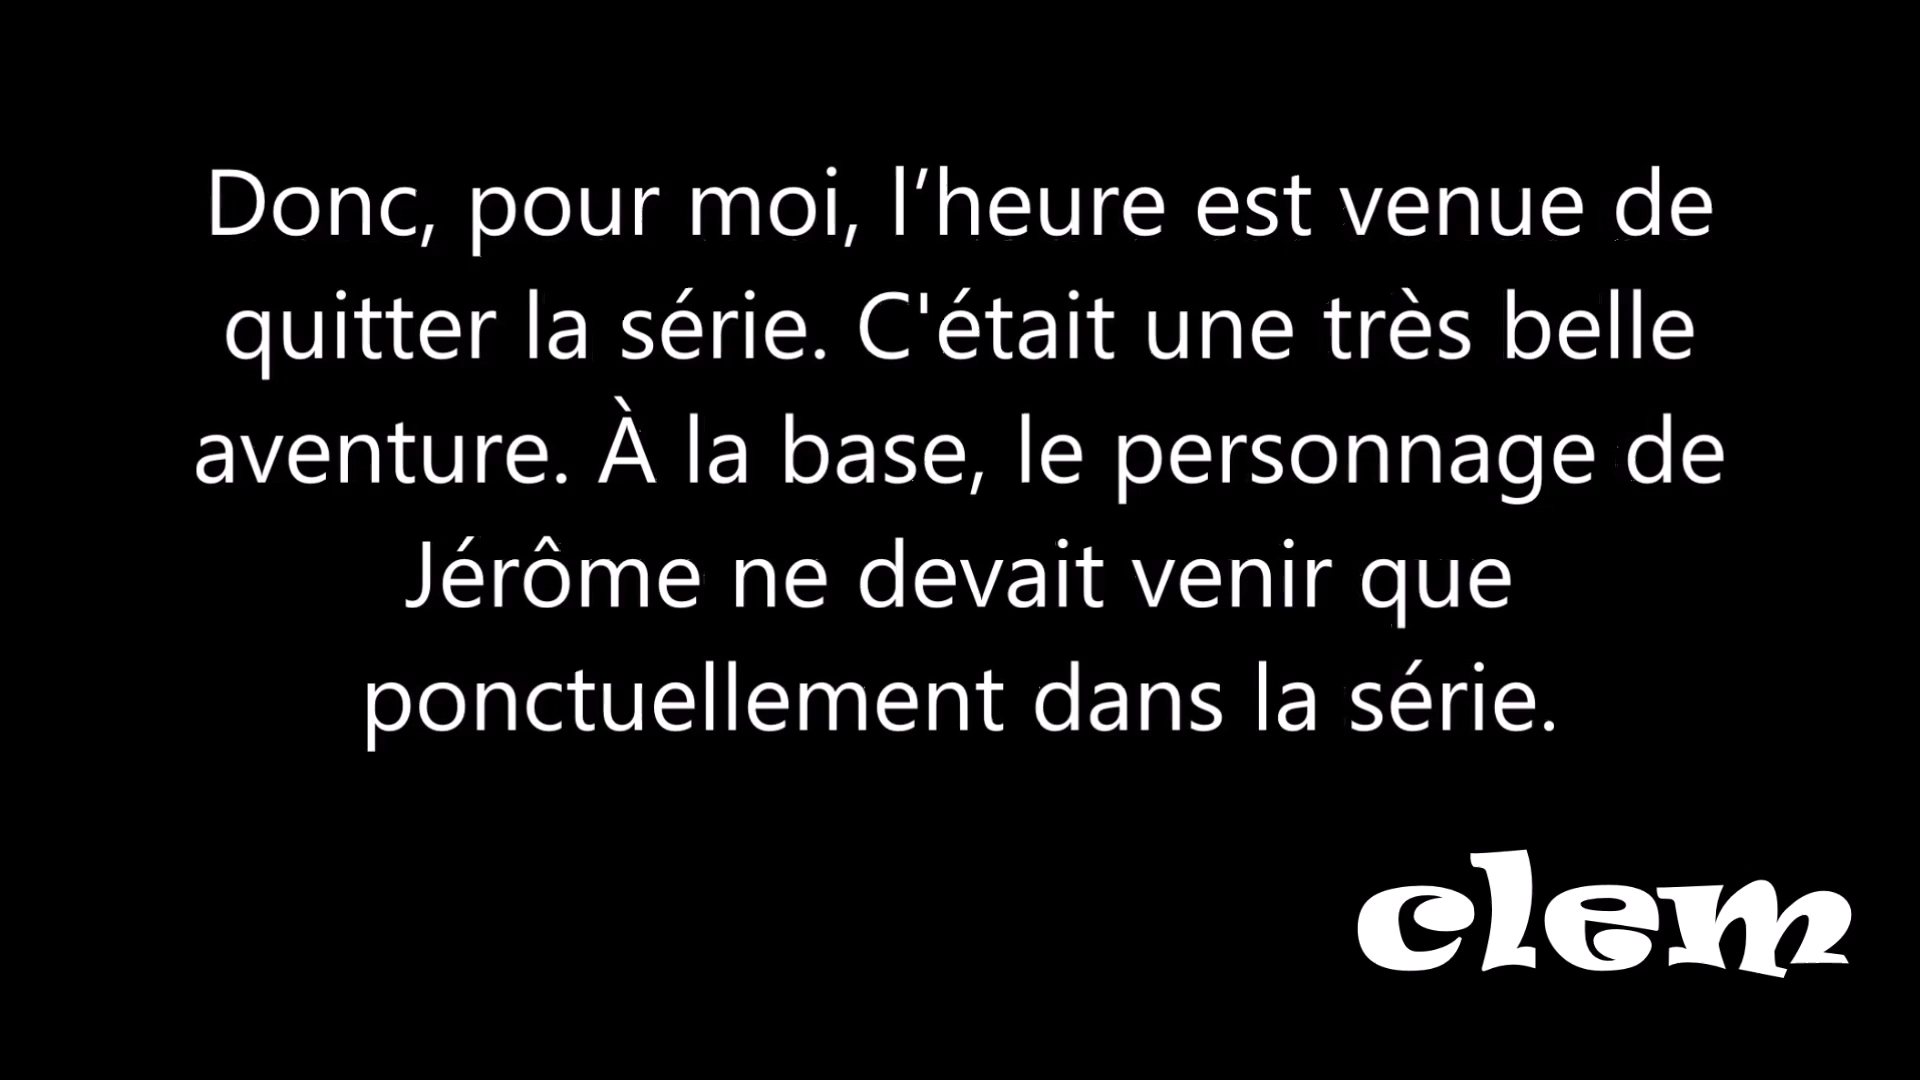 Donc, pour moi, l’heure est venue de
quitter la série. C'était une très belle
aventure. À la base, le personnage de
Jérôme ne devait venir que
ponctuellement dans la série.
clem